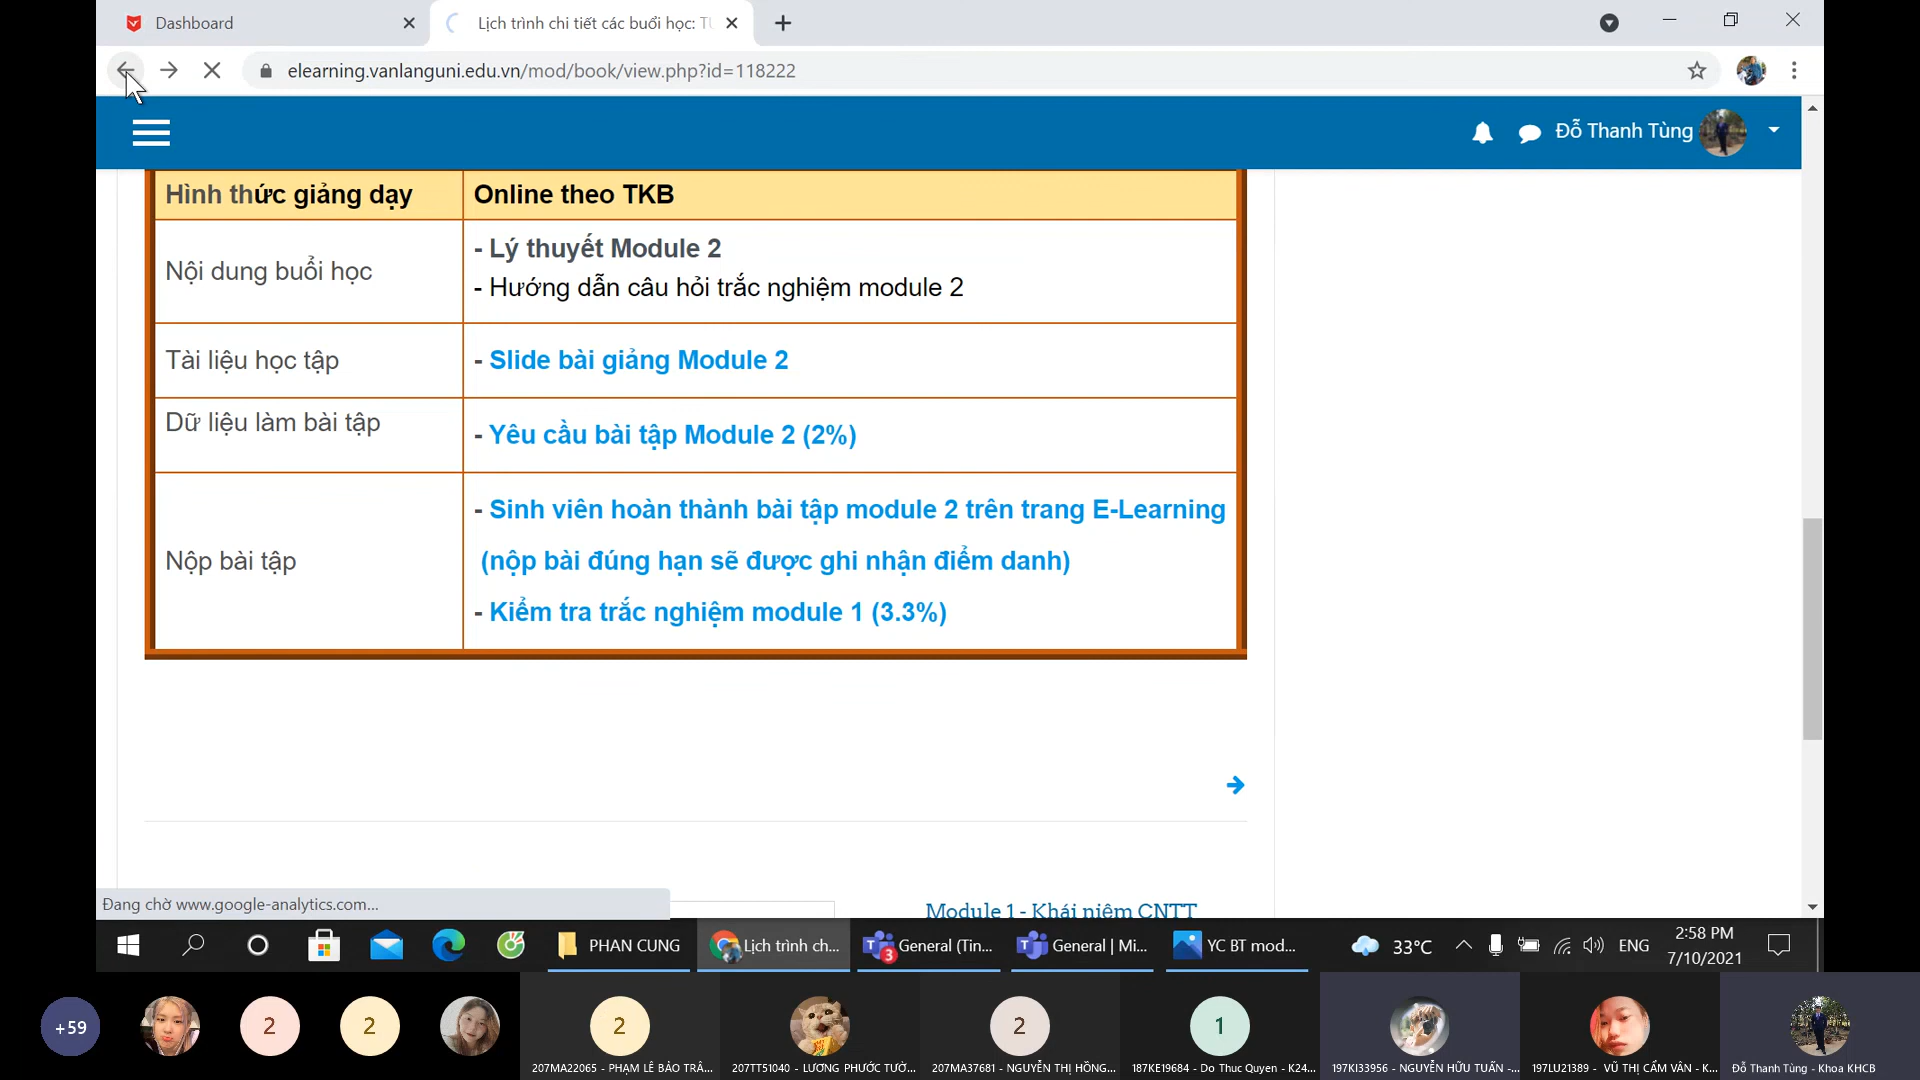 Dashboard
Lịch trình chi tiết các buổi học: TU
elearning.vanlanguni.edu.vn/mod/book/view.php?id=118222
Đỗ Thanh Tùng
Hình thức giảng dạy
Online theo TKB
Nội dung buổi học
- Lý thuyết Module 2
- Hướng dẫn câu hỏi trắc nghiệm module 2
Tài liệu học tập
- Slide bài giảng Module 2
Dữ liệu làm bài tập
- Yêu cầu bài tập Module 2 (2%)
Nộp bài tập
- Sinh viên hoàn thành bài tập module 2 trên trang E-Learning
(nộp bài đúng hạn sẽ được ghi nhận điểm danh)
- Kiểm tra trắc nghiệm module 1 (3.3%)
Module 1 - Khái niệm CNTT
Đang chờ www.google-analytics.com...
PHAN CUNG
Lịch trình ch...
3
General (Tin...
General | Mi...
YC BT mod...
33°C
ENG
2:58 PM
7/10/2021
+59
2
2
2
2
1
207MA22065 - PHẠM LÊ BẢO TRÂ...
207TT51040 - LƯƠNG PHƯỚC TƯỜ...
207MA37681 - NGUYỄN THỊ HỒNG...
187KE19684 - Do Thuc Quyen - K24...
197KI33956 - NGUYỄN HỮU TUẤN -...
197LU21389 - VŨ THỊ CẨM VÂN - K...
Đỗ Thanh Tùng - Khoa KHCB